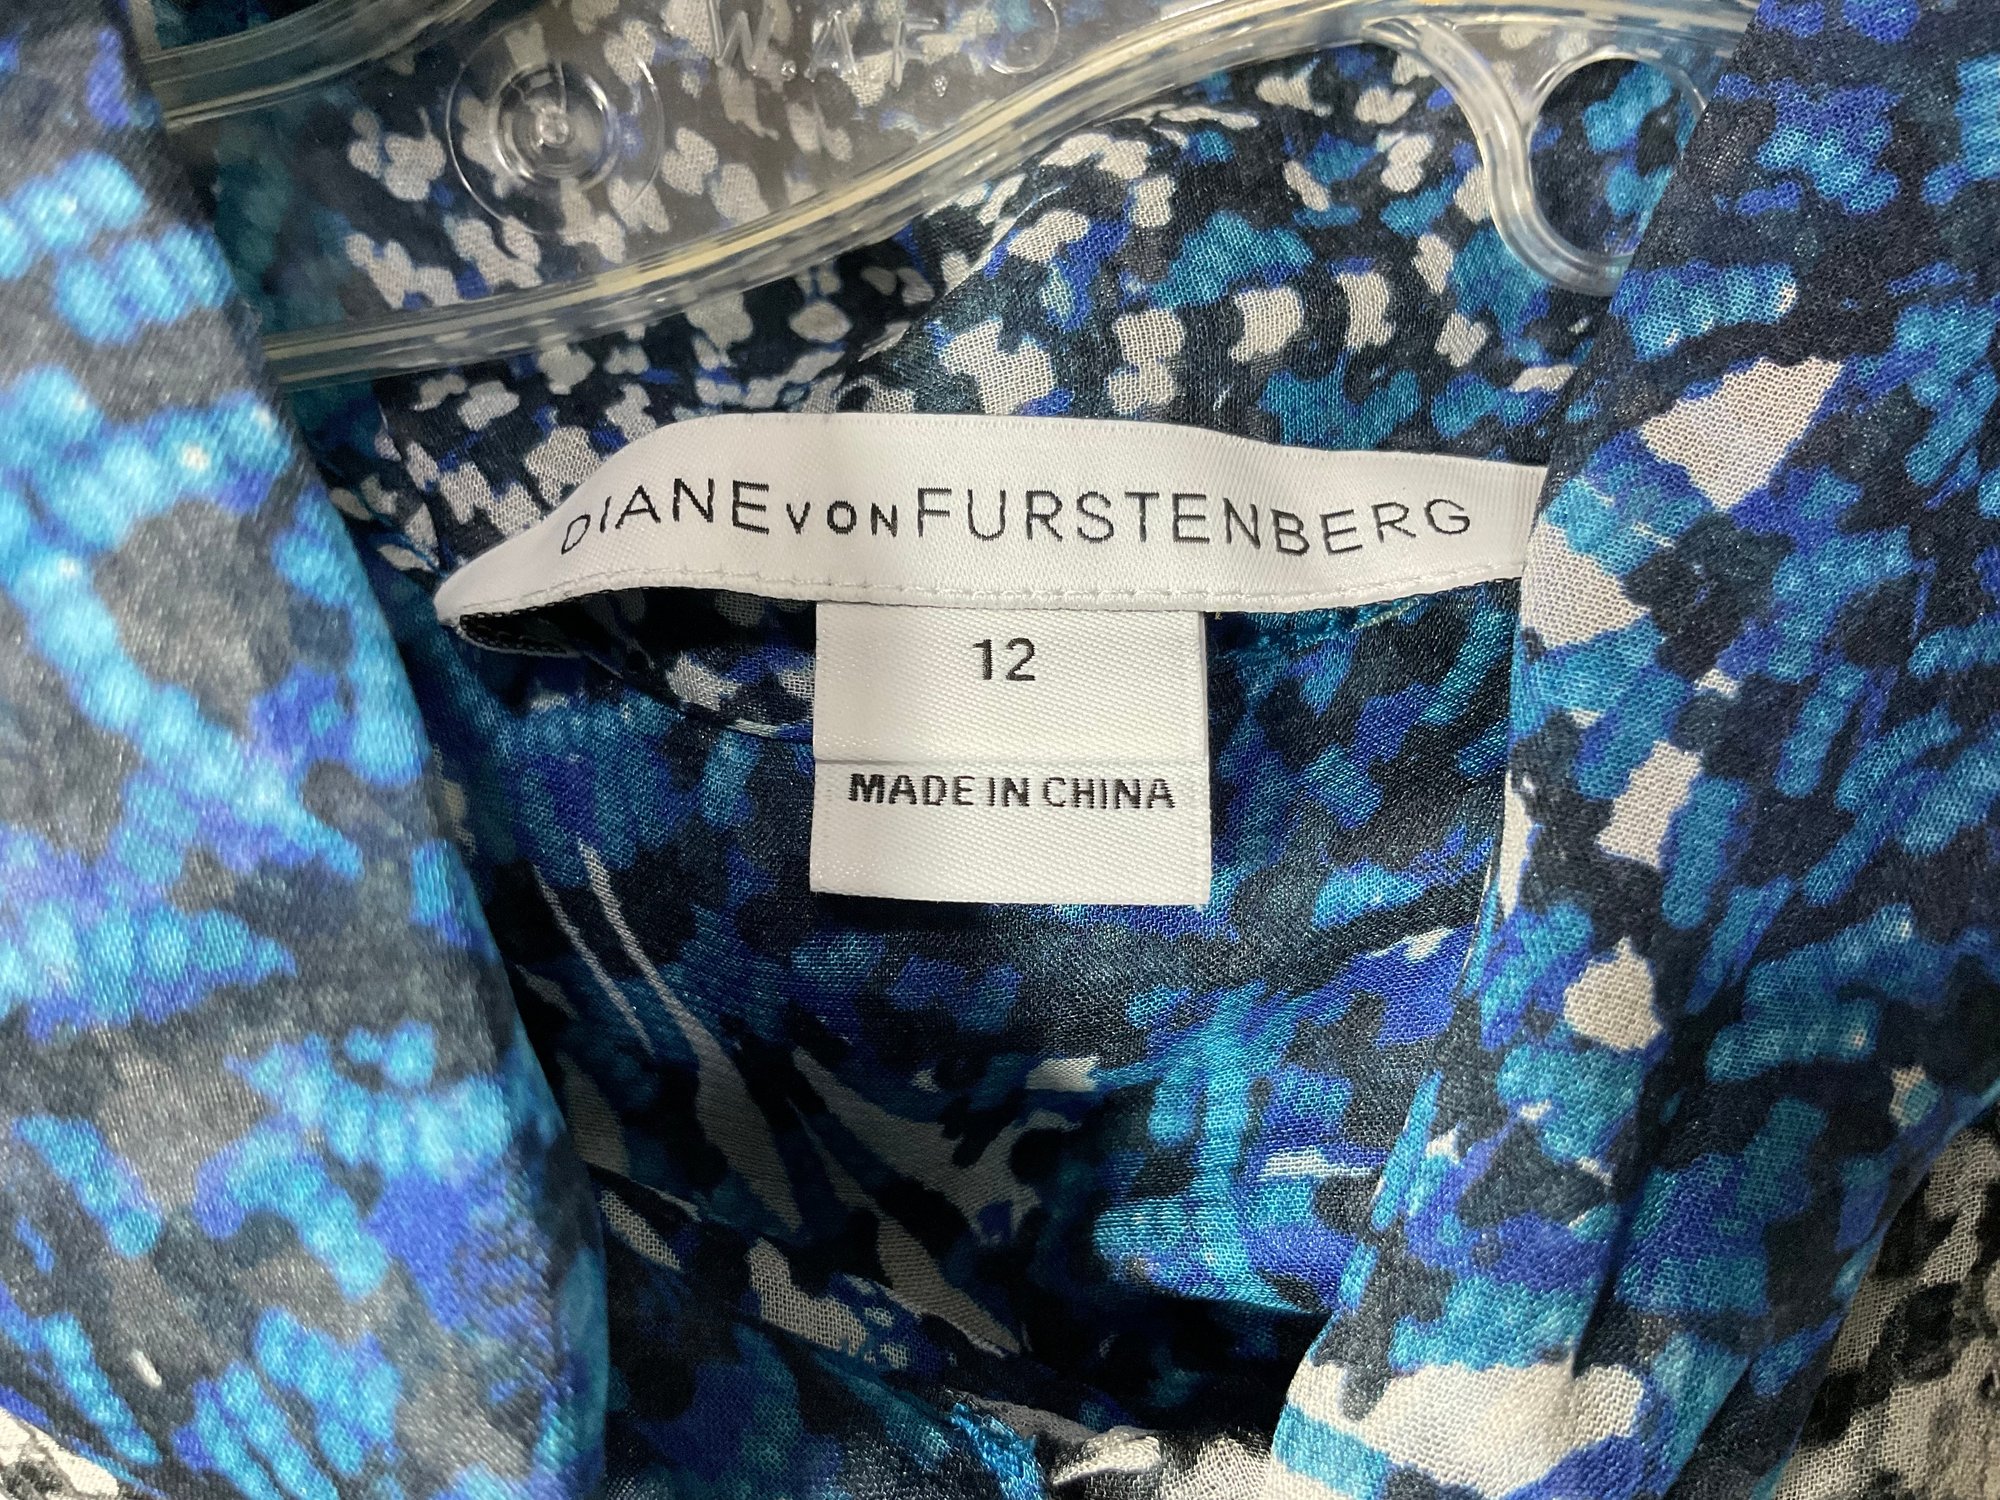 DIANE VON FURSTENBERG
12
MADE IN CHINA